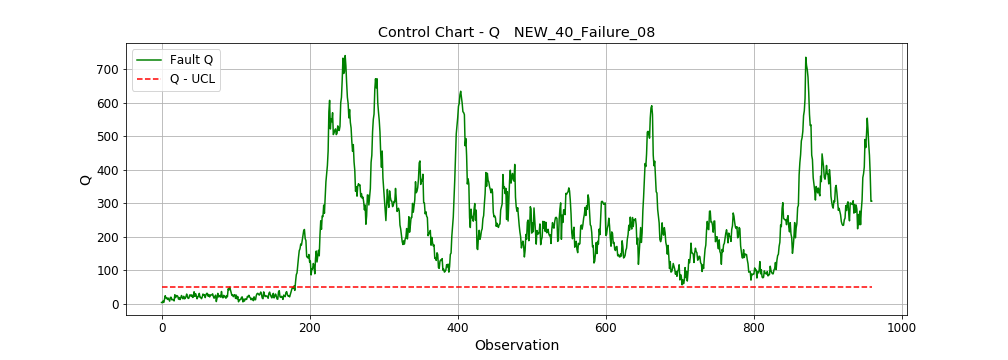 Control Chart - Q   NEW_40_Failure_08
Fault Q
Q - UCL
Q
700
600
500
400
300
200
100
0
0 200 400 600 800 1000
Observation